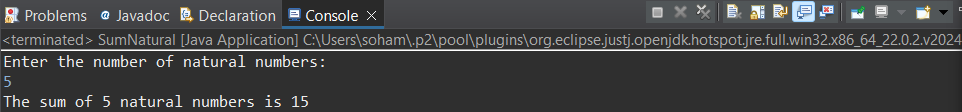 Problems @ Javadoc Declaration Console
<terminated> SumNatural [Java Application] C:\Users\soham\.p2\pool\plugins\org.eclipse.justj.openjdk.hotspot.jre.full.win32.x86_64_22.0.2.v2024
Enter the number of natural numbers:
5
The sum of 5 natural numbers is 15